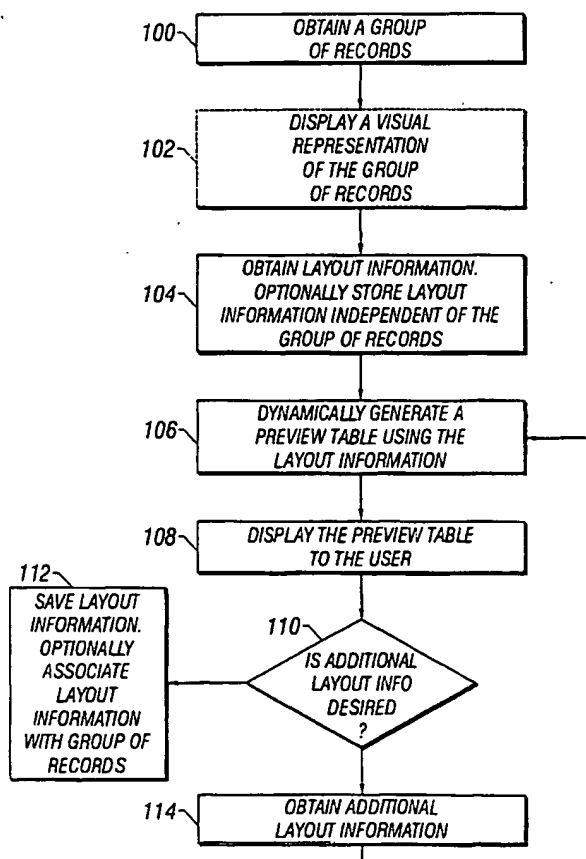 100
OBTAIN A GROUP
OF RECORDS
102
DISPLAY A VISUAL
REPRESENTATION
OF THE GROUP
OF RECORDS
104
OBTAIN LAYOUT INFORMATION.
OPTIONALLY STORE LAYOUT
INFORMATION INDEPENDENT OF THE
GROUP OF RECORDS
106
DYNAMICALLY GENERATE A
PREVIEW TABLE USING THE
LAYOUT INFORMATION
108
DISPLAY THE PREVIEW TABLE
TO THE USER
112
SAVE LAYOUT
INFORMATION.
OPTIONALLY
ASSOCIATE
LAYOUT
INFORMATION
WITH GROUP OF
RECORDS
110
IS ADDITIONAL
LAYOUT INFO
DESIRED
?
114
OBTAIN ADDITIONAL
LAYOUT INFORMATION